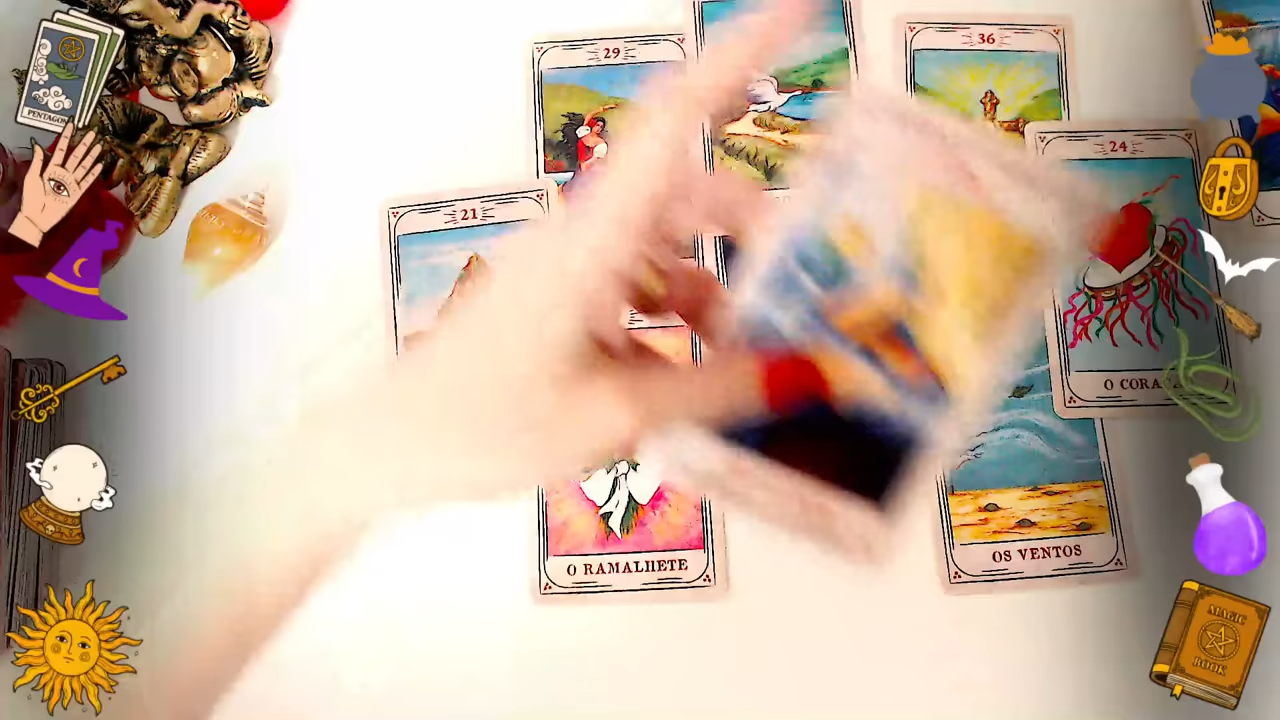 29
36
24
21
O CORA
O RAMALHETE
OS VENTOS
PENTAGON
MAGIC
BOOK